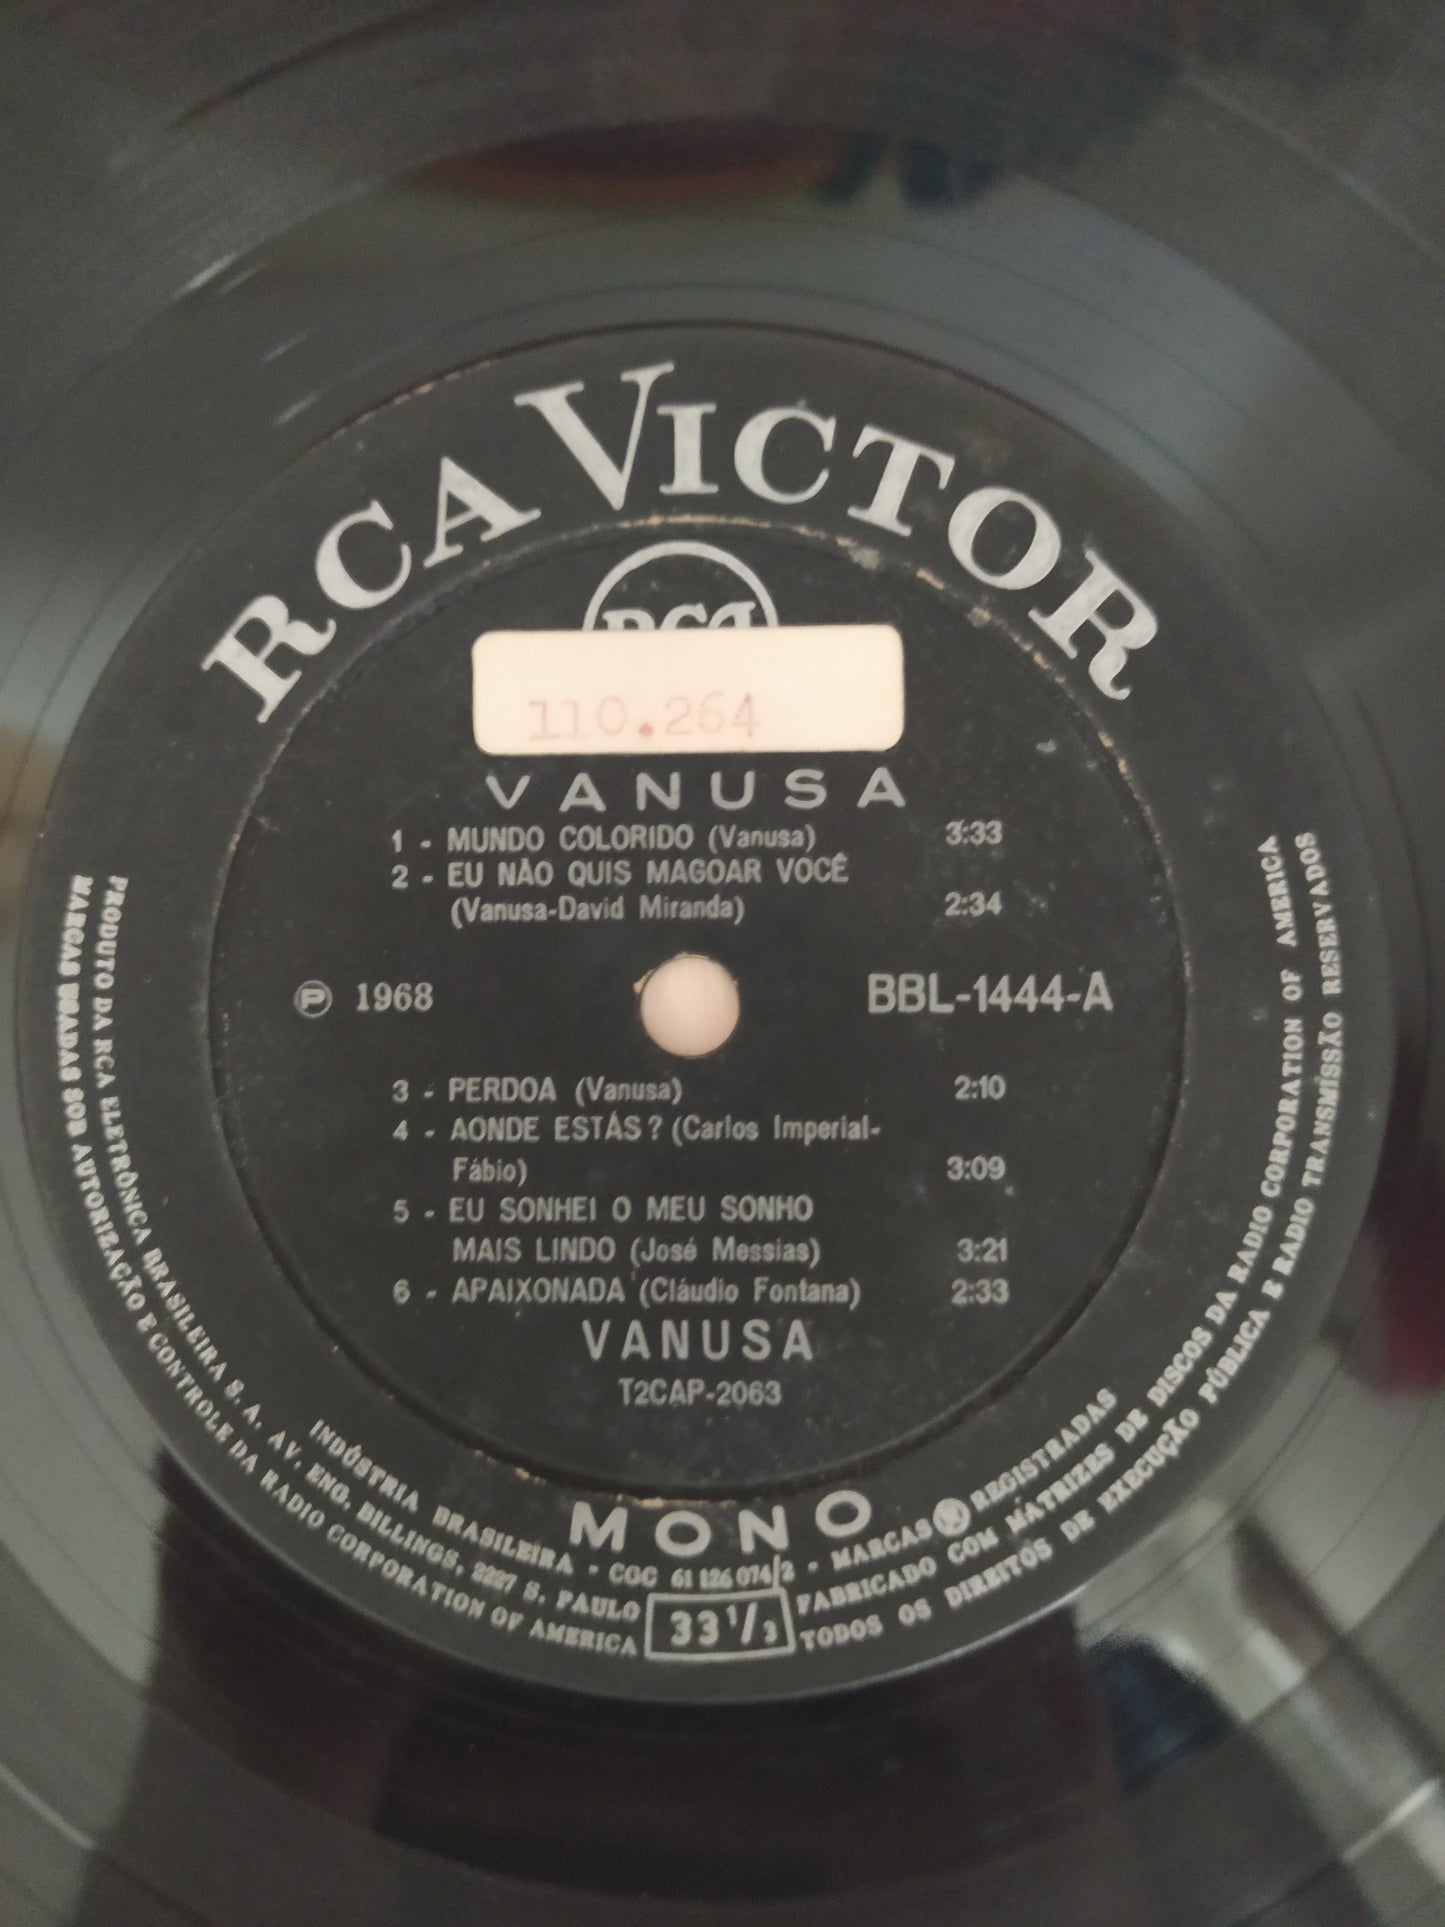 RCA VICTOR
RCA
110.264
VANUSA
1 - MUNDO COLORIDO (Vanusa) 3:33
2 - EU NÃO QUIS MAGOAR VOCÊ
(Vanusa-David Miranda) 2:34
Ⓟ 1968
BBL-1444-A
3 - PERDOA (Vanusa) 2:10
4 - AONDE ESTÁS? (Carlos Imperial-
Fábio) 3:09
5 - EU SONHEI O MEU SONHO
MAIS LINDO (José Messias) 3:21
6 - APAIXONADA (Cláudio Fontana) 2:33
VANUSA
T2CAP-2063
MONO
INDÚSTRIA BRASILEIRA - CGC 61 126 074/2 - MARCAS REGISTRADAS
PRODUTO DA RCA ELETRÔNICA BRASILEIRA S. A. AV. ENG. BILLINGS, 2227 S. PAULO
FABRICADO COM MATRIZES DE DISCOS DA RADIO CORPORATION OF AMERICA
MARCAS USADAS SOB AUTORIZAÇÃO E CONTROLE DA RADIO CORPORATION OF AMERICA
33 1/3
TODOS OS DIREITOS DE EXECUÇÃO PÚBLICA E RADIO TRANSMISSÃO RESERVADOS